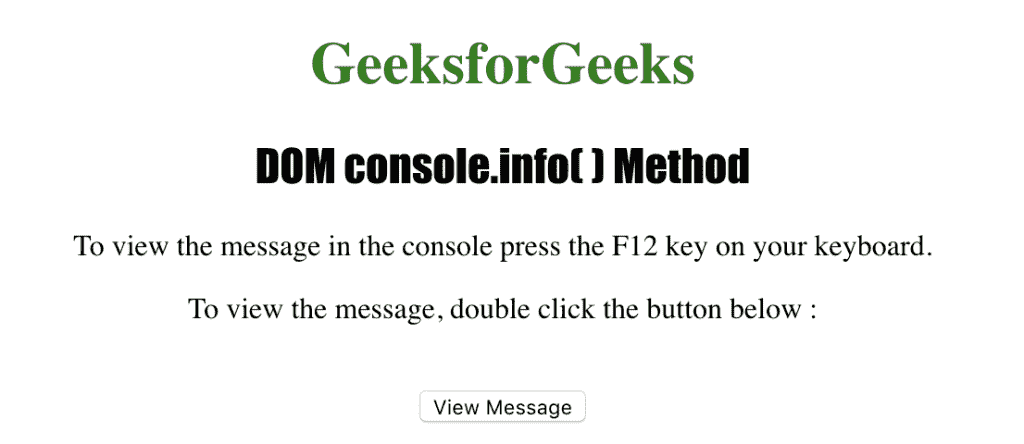 GeeksforGeeks
DOM console.info( ) Method
To view the message in the console press the F12 key on your keyboard.
To view the message, double click the button below :
View Message